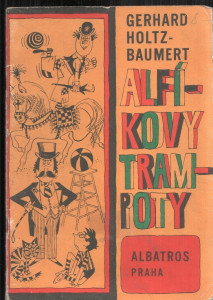 GERHARD
HOLTZ-
BAUMERT
ALFÍ-
KOVY
TRAM-
POTY
ALBATROS
PRAHA